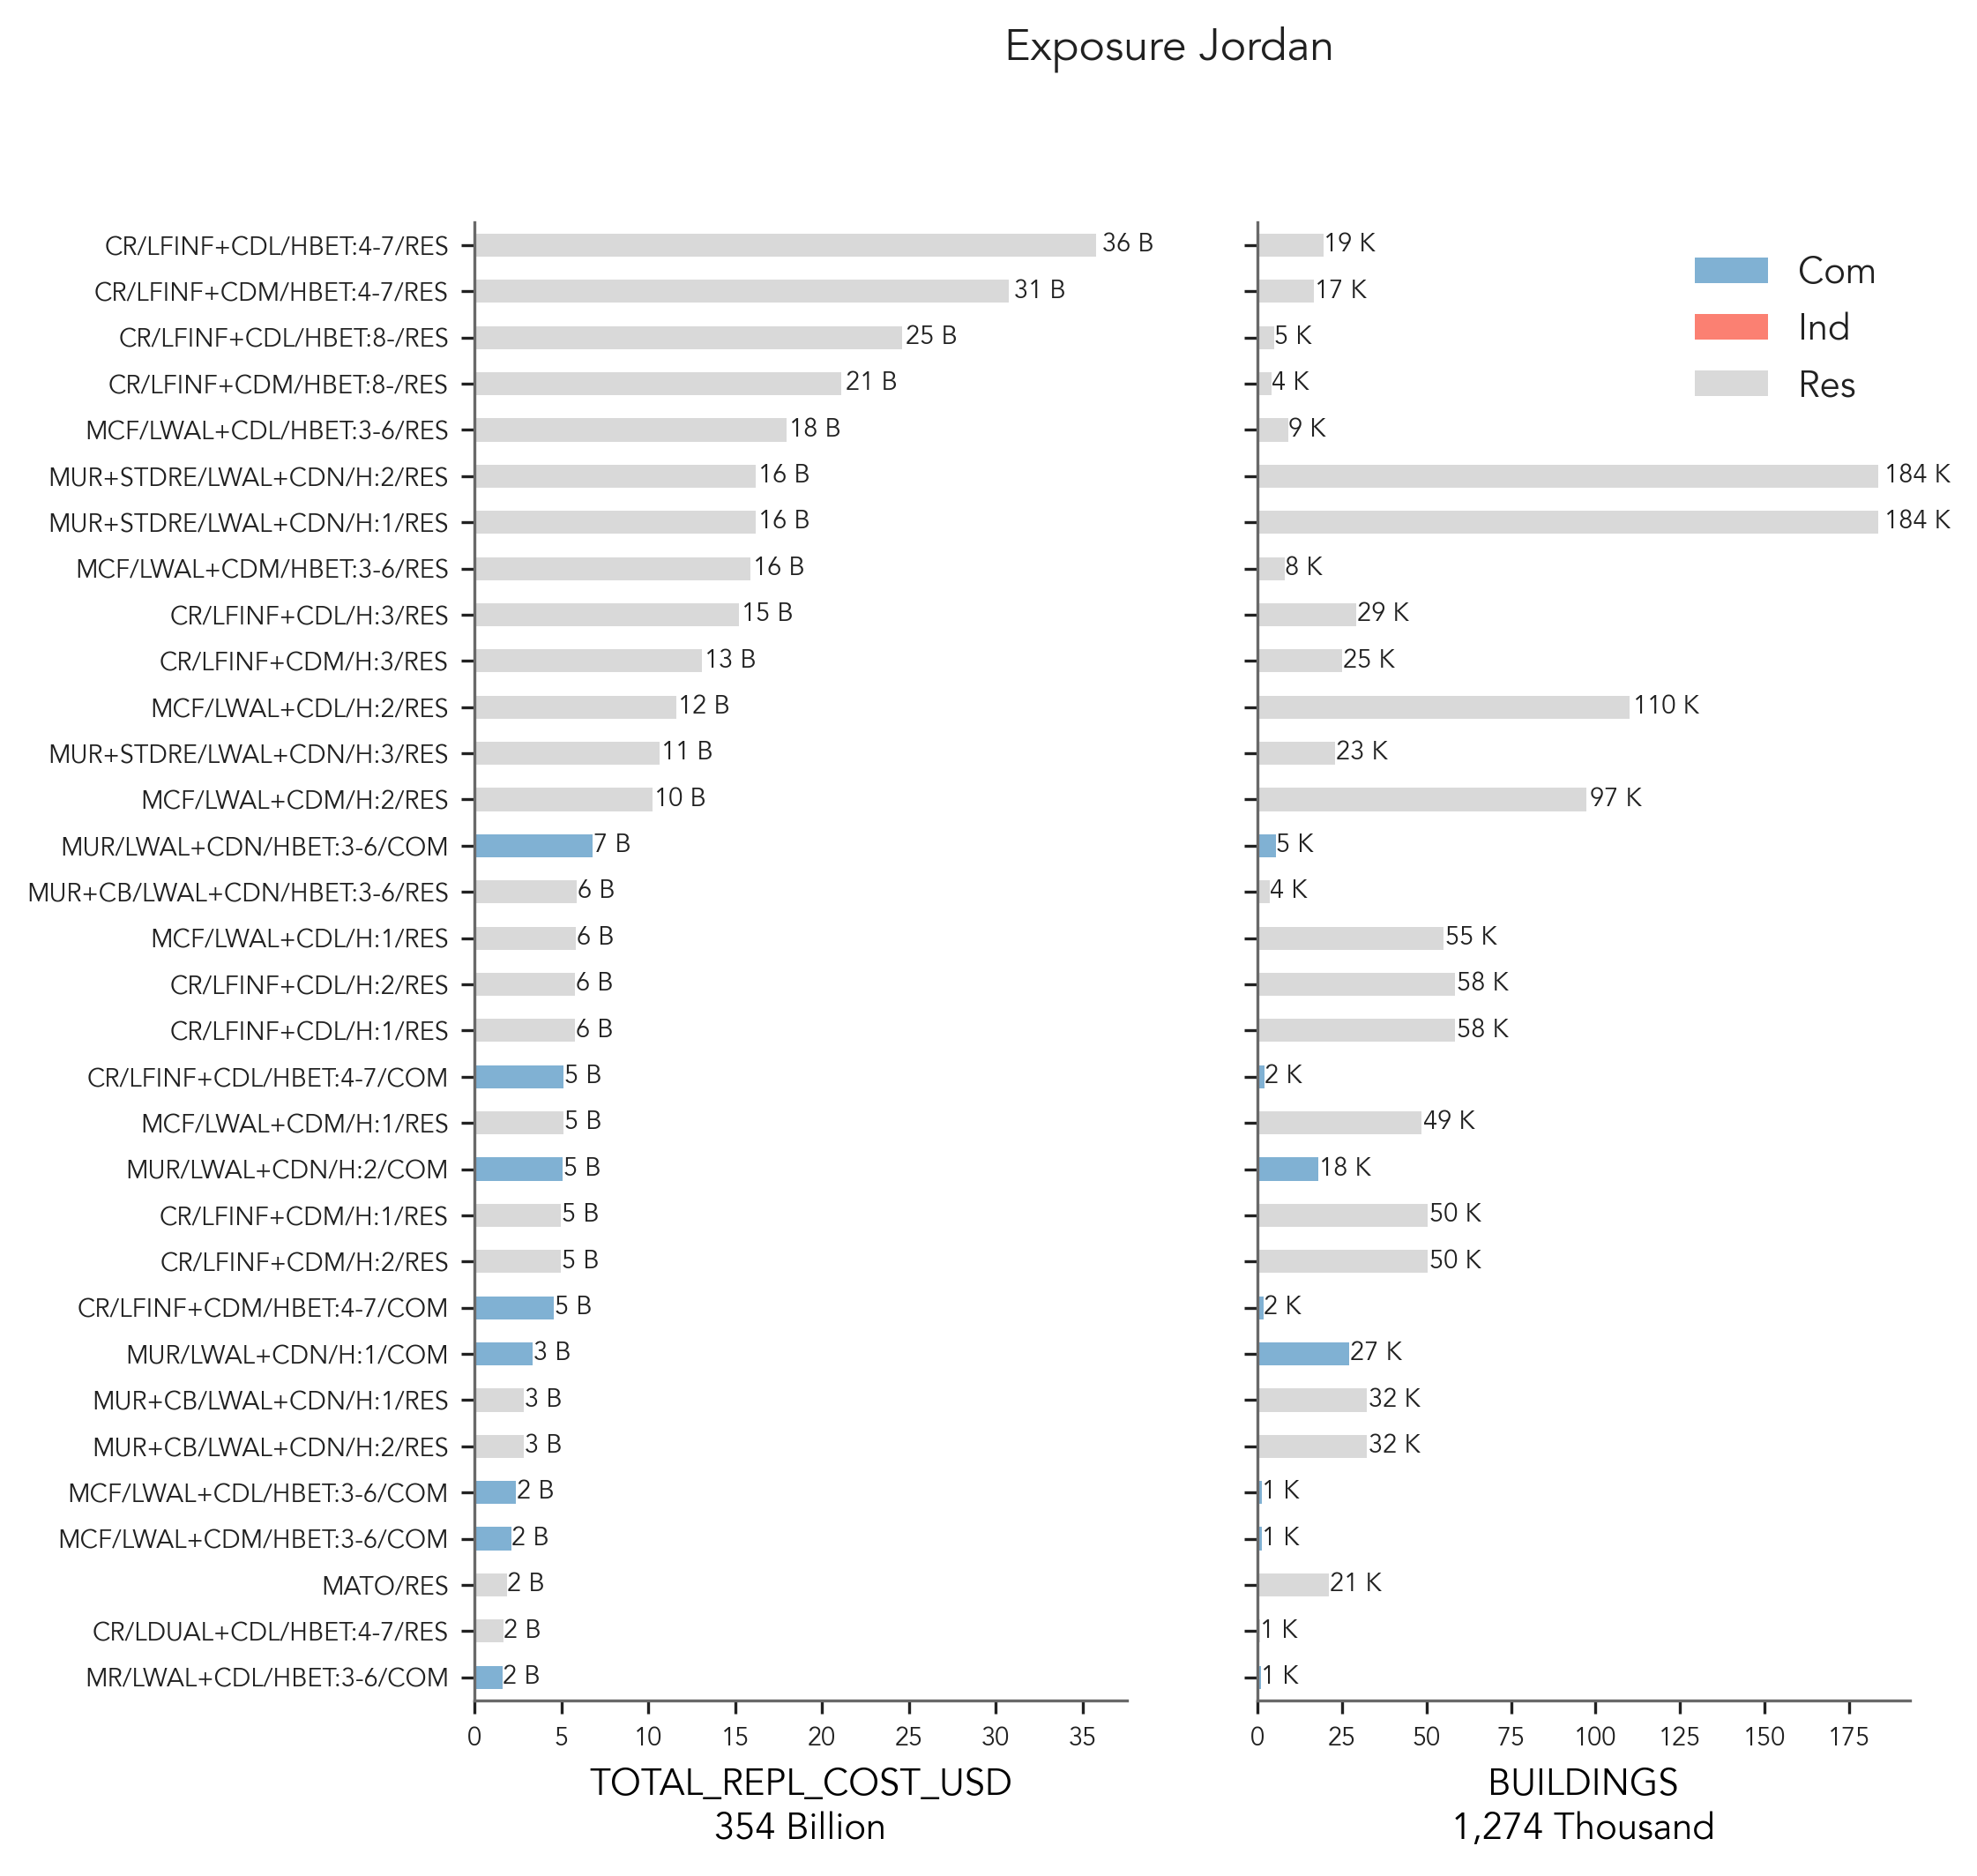 Exposure Jordan
CR/LFINF+CDL/HBET:4-7/RES 36 B 19 K
CR/LFINF+CDM/HBET:4-7/RES 31 B 17 K
CR/LFINF+CDL/HBET:8-/RES 25 B 5 K
CR/LFINF+CDM/HBET:8-/RES 21 B 4 K
MCF/LWAL+CDL/HBET:3-6/RES 18 B 9 K
MUR+STDRE/LWAL+CDN/H:2/RES 16 B 184 K
MUR+STDRE/LWAL+CDN/H:1/RES 16 B 184 K
MCF/LWAL+CDM/HBET:3-6/RES 16 B 8 K
CR/LFINF+CDL/H:3/RES 15 B 29 K
CR/LFINF+CDM/H:3/RES 13 B 25 K
MCF/LWAL+CDL/H:2/RES 12 B 110 K
MUR+STDRE/LWAL+CDN/H:3/RES 11 B 23 K
MCF/LWAL+CDM/H:2/RES 10 B 97 K
MUR/LWAL+CDN/HBET:3-6/COM 7 B 5 K
MUR+CB/LWAL+CDN/HBET:3-6/RES 6 B 4 K
MCF/LWAL+CDL/H:1/RES 6 B 55 K
CR/LFINF+CDL/H:2/RES 6 B 58 K
CR/LFINF+CDL/H:1/RES 6 B 58 K
CR/LFINF+CDL/HBET:4-7/COM 5 B 2 K
MCF/LWAL+CDM/H:1/RES 5 B 49 K
MUR/LWAL+CDN/H:2/COM 5 B 18 K
CR/LFINF+CDM/H:1/RES 5 B 50 K
CR/LFINF+CDM/H:2/RES 5 B 50 K
CR/LFINF+CDM/HBET:4-7/COM 5 B 2 K
MUR/LWAL+CDN/H:1/COM 3 B 27 K
MUR+CB/LWAL+CDN/H:1/RES 3 B 32 K
MUR+CB/LWAL+CDN/H:2/RES 3 B 32 K
MCF/LWAL+CDL/HBET:3-6/COM 2 B 1 K
MCF/LWAL+CDM/HBET:3-6/COM 2 B 1 K
MATO/RES 2 B 21 K
CR/LDUAL+CDL/HBET:4-7/RES 2 B 1 K
MR/LWAL+CDL/HBET:3-6/COM 2 B 1 K
Com
Ind
Res
0 5 10 15 20 25 30 35
TOTAL_REPL_COST_USD
354 Billion
0 25 50 75 100 125 150 175
BUILDINGS
1,274 Thousand